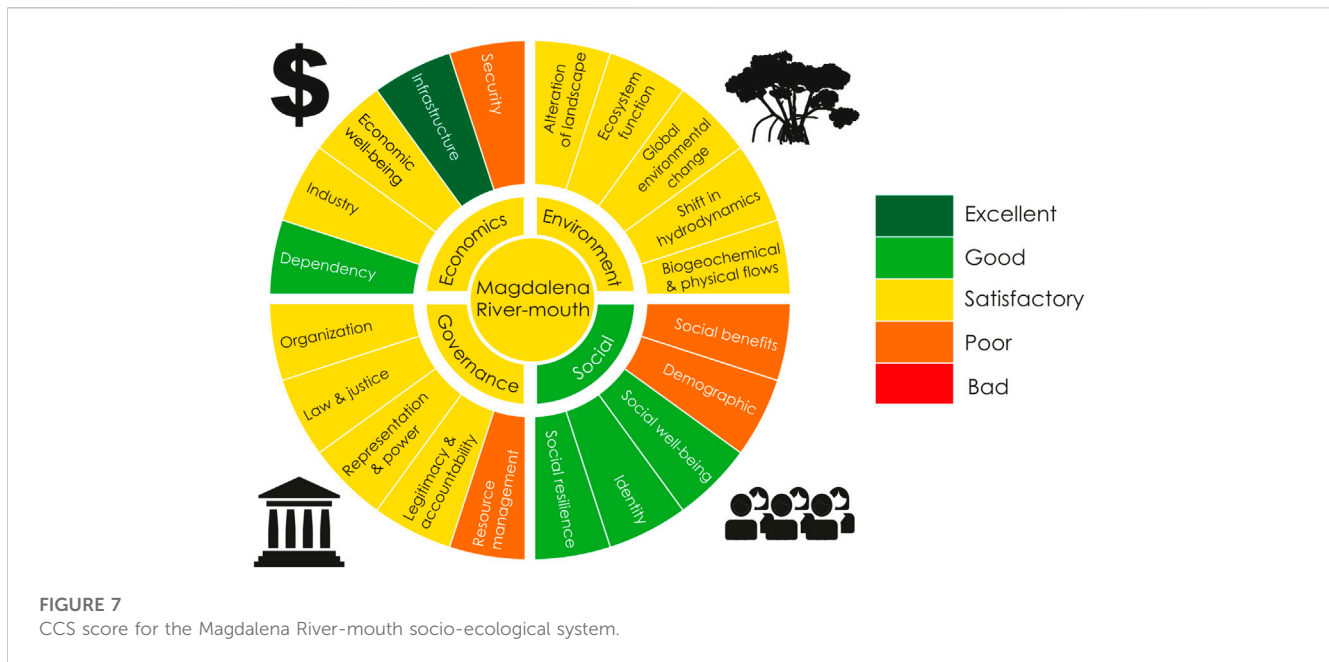 $
Security
Infrastructure
Economic
well-being
Industry
Dependency
Economics
Alteration
of landscape
Ecosystem
function
Global
environmental
change
Shift in
hydrodynamics
Biogeochemical
& physical flows
Environment
Magdalena
River-mouth
Governance
Organization
Law & justice
Representation
& power
Legitimacy &
accountability
Resource
management
Social
Social benefits
Demographic
Social well-being
Identity
Social resilience
Excellent
Good
Satisfactory
Poor
Bad
FIGURE 7
CCS score for the Magdalena River-mouth socio-ecological system.